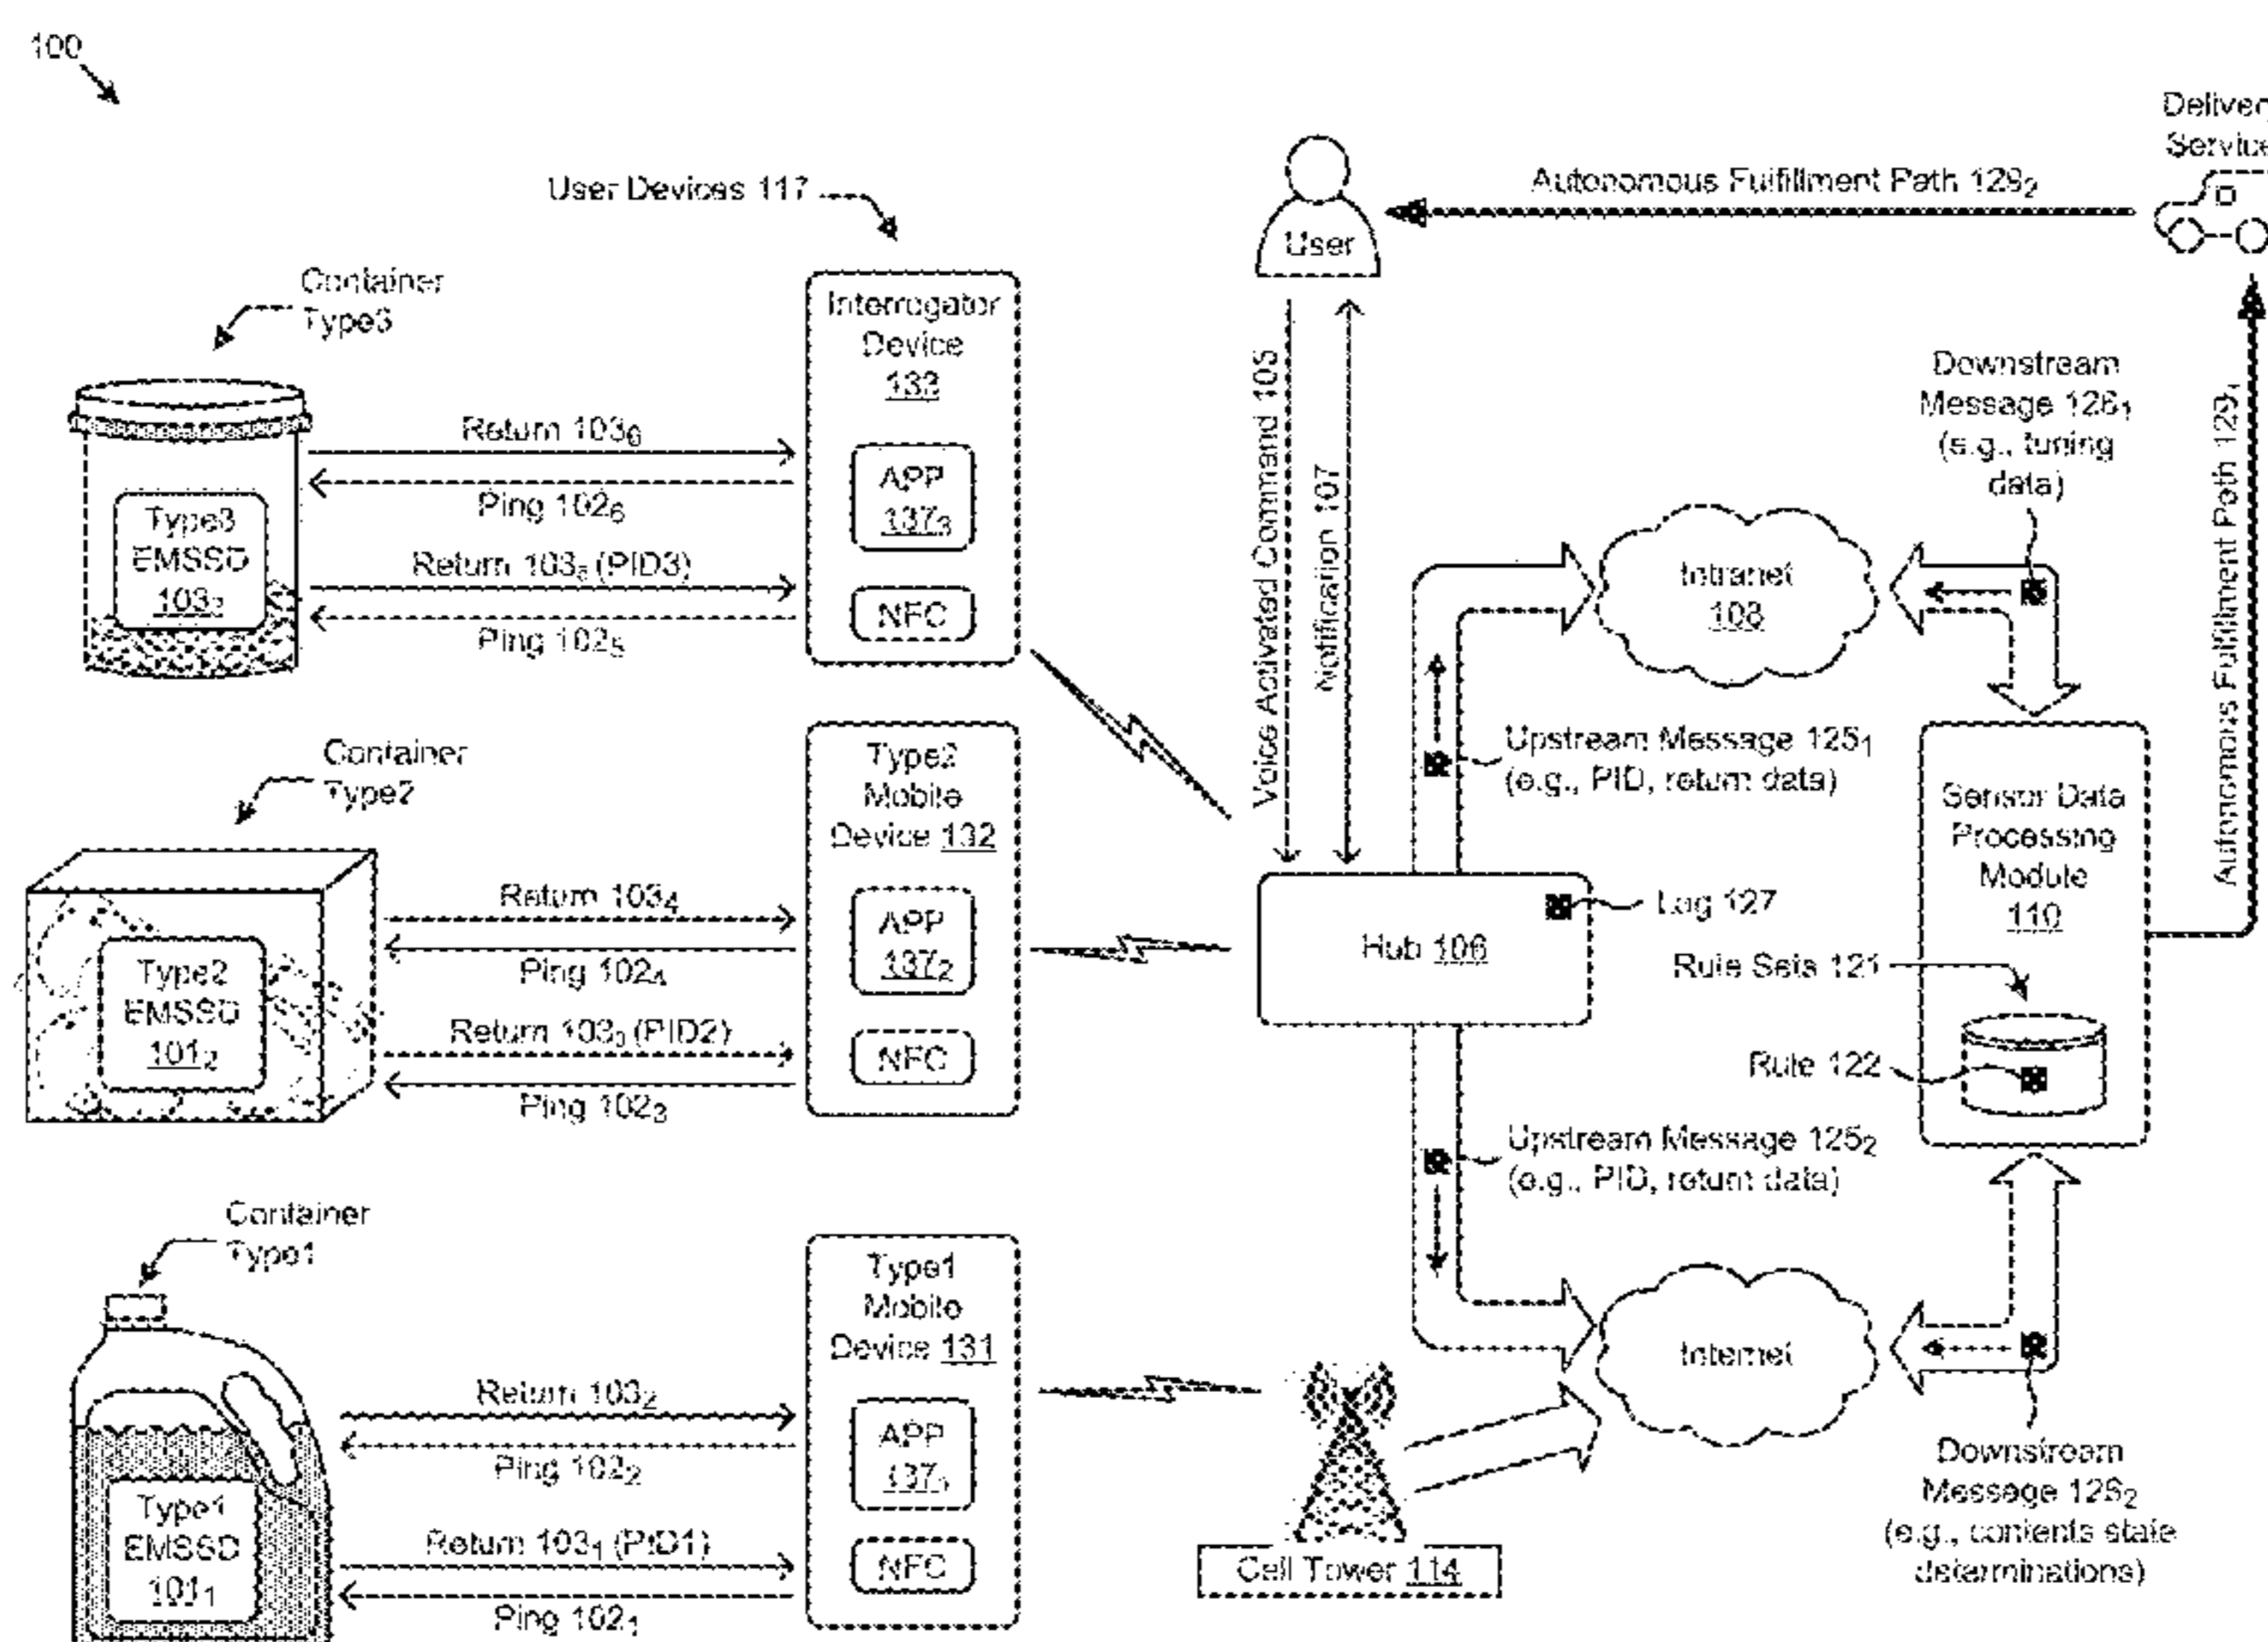 100
User Devices 117
Container
Type3
Type3
EMSSD
103₃
Return 103₆
Ping 102₆
Return 103₅ (PID3)
Ping 102₅
Interrogator
Device
133
APP
137₃
NFC
Container
Type2
Type2
EMSSD
101₂
Return 103₄
Ping 102₄
Return 103₃ (PID2)
Ping 102₃
Type2
Mobile
Device 132
APP
137₂
NFC
Container
Type1
Type1
EMSSD
101₁
Return 103₂
Ping 102₂
Return 103₁ (PID1)
Ping 102₁
Type1
Mobile
Device 131
APP
137₁
NFC
User
Voice Activated Command 105
Notification 107
Autonomous Fulfillment Path 129₂
Deliver
Service
Autonomous Fulfillment Path 129₁
Downstream
Message 126₁
(e.g., tuning
data)
Intranet
108
Upstream Message 125₁
(e.g., PID, return data)
Sensor Data
Processing
Module
110
Hub 106
Log 127
Rule Sets 121
Rule 122
Upstream Message 125₂
(e.g., PID, return data)
Internet
Cell Tower 114
Downstream
Message 126₂
(e.g., contents state
determinations)